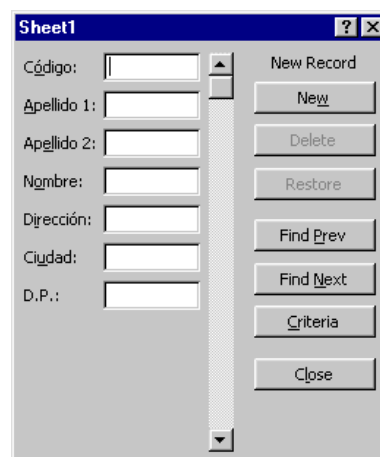 Sheet1
Código:
Apellido 1:
Apellido 2:
Nombre:
Dirección:
Ciudad:
D.P.:
New Record
New
Delete
Restore
Find Prev
Find Next
Criteria
Close